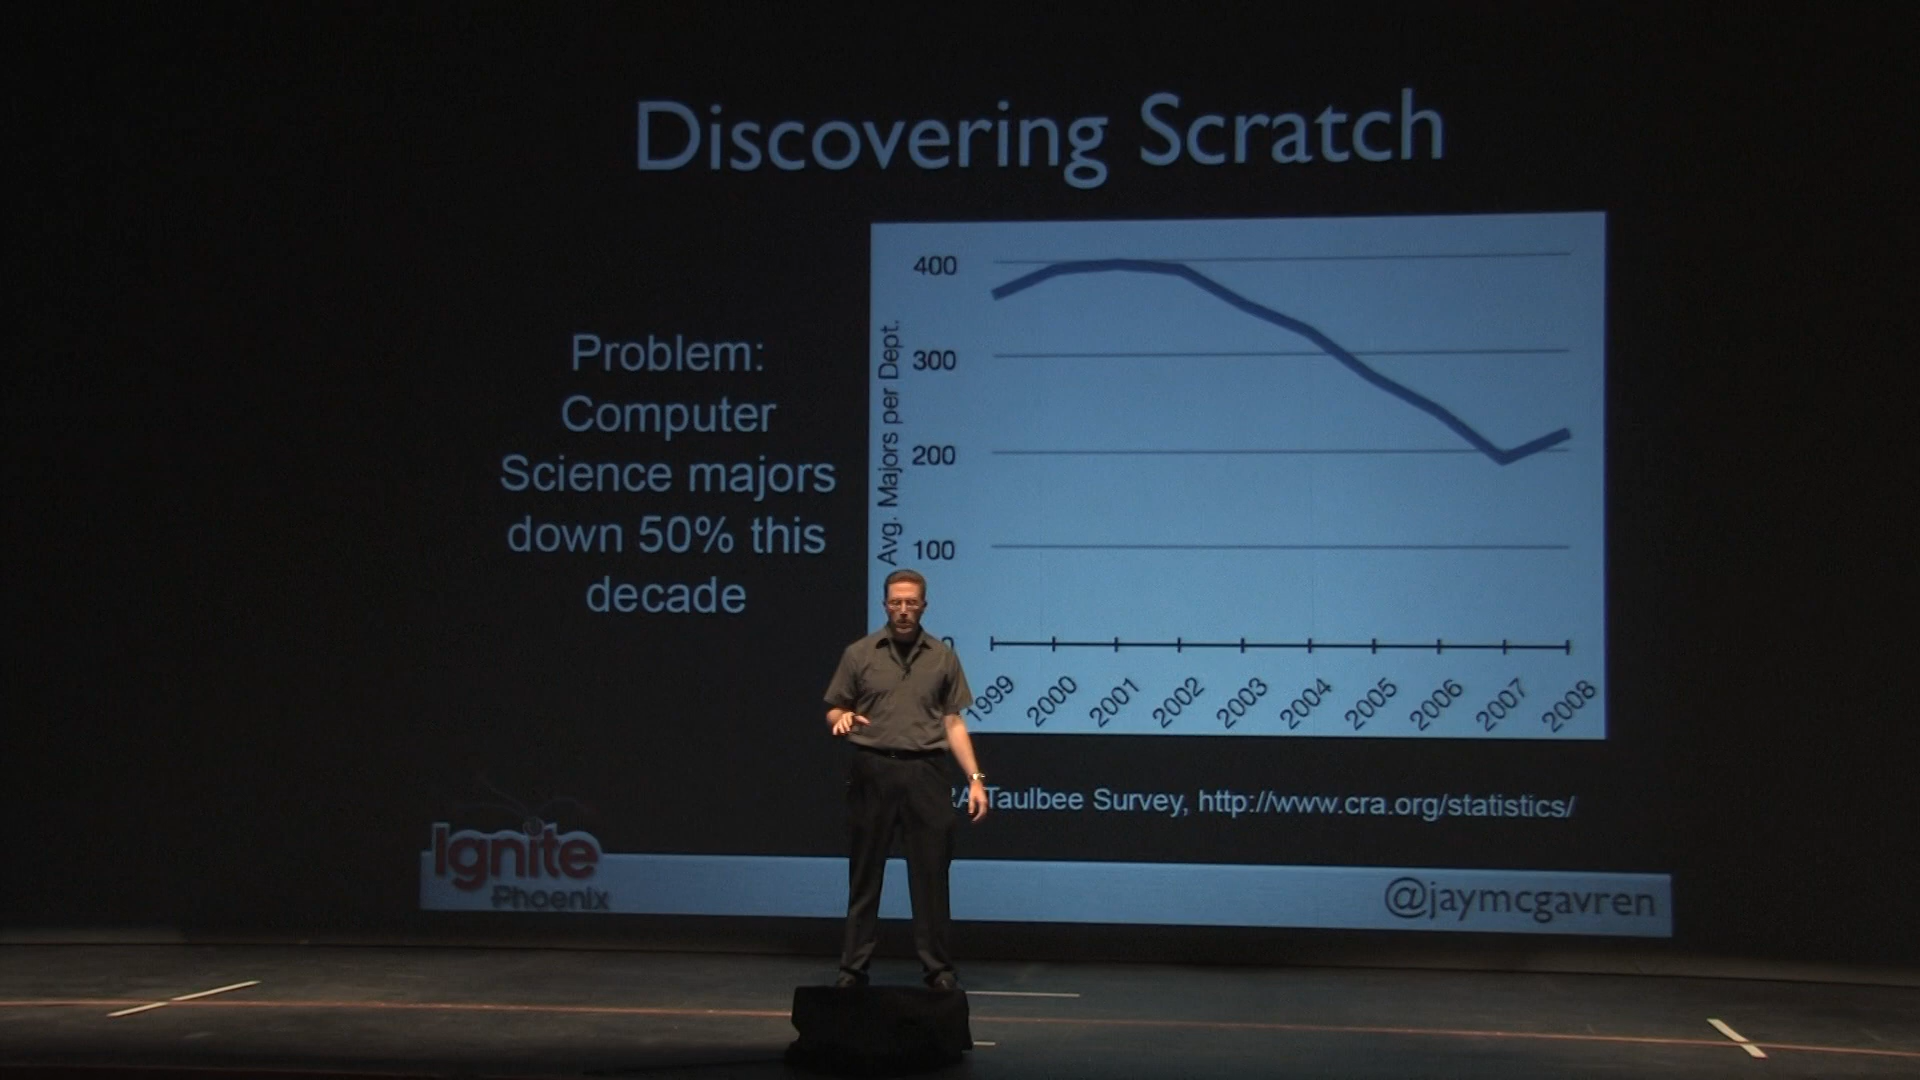 Discovering Scratch
Problem:
Computer
Science majors
down 50% this
decade
Avg. Majors per Dept.
400
300
200
100
0
1999 2000 2001 2002 2003 2004 2005 2006 2007 2008
Taulbee Survey, http://www.cra.org/statistics/
Ignite
Phoenix
@jaymcgavren